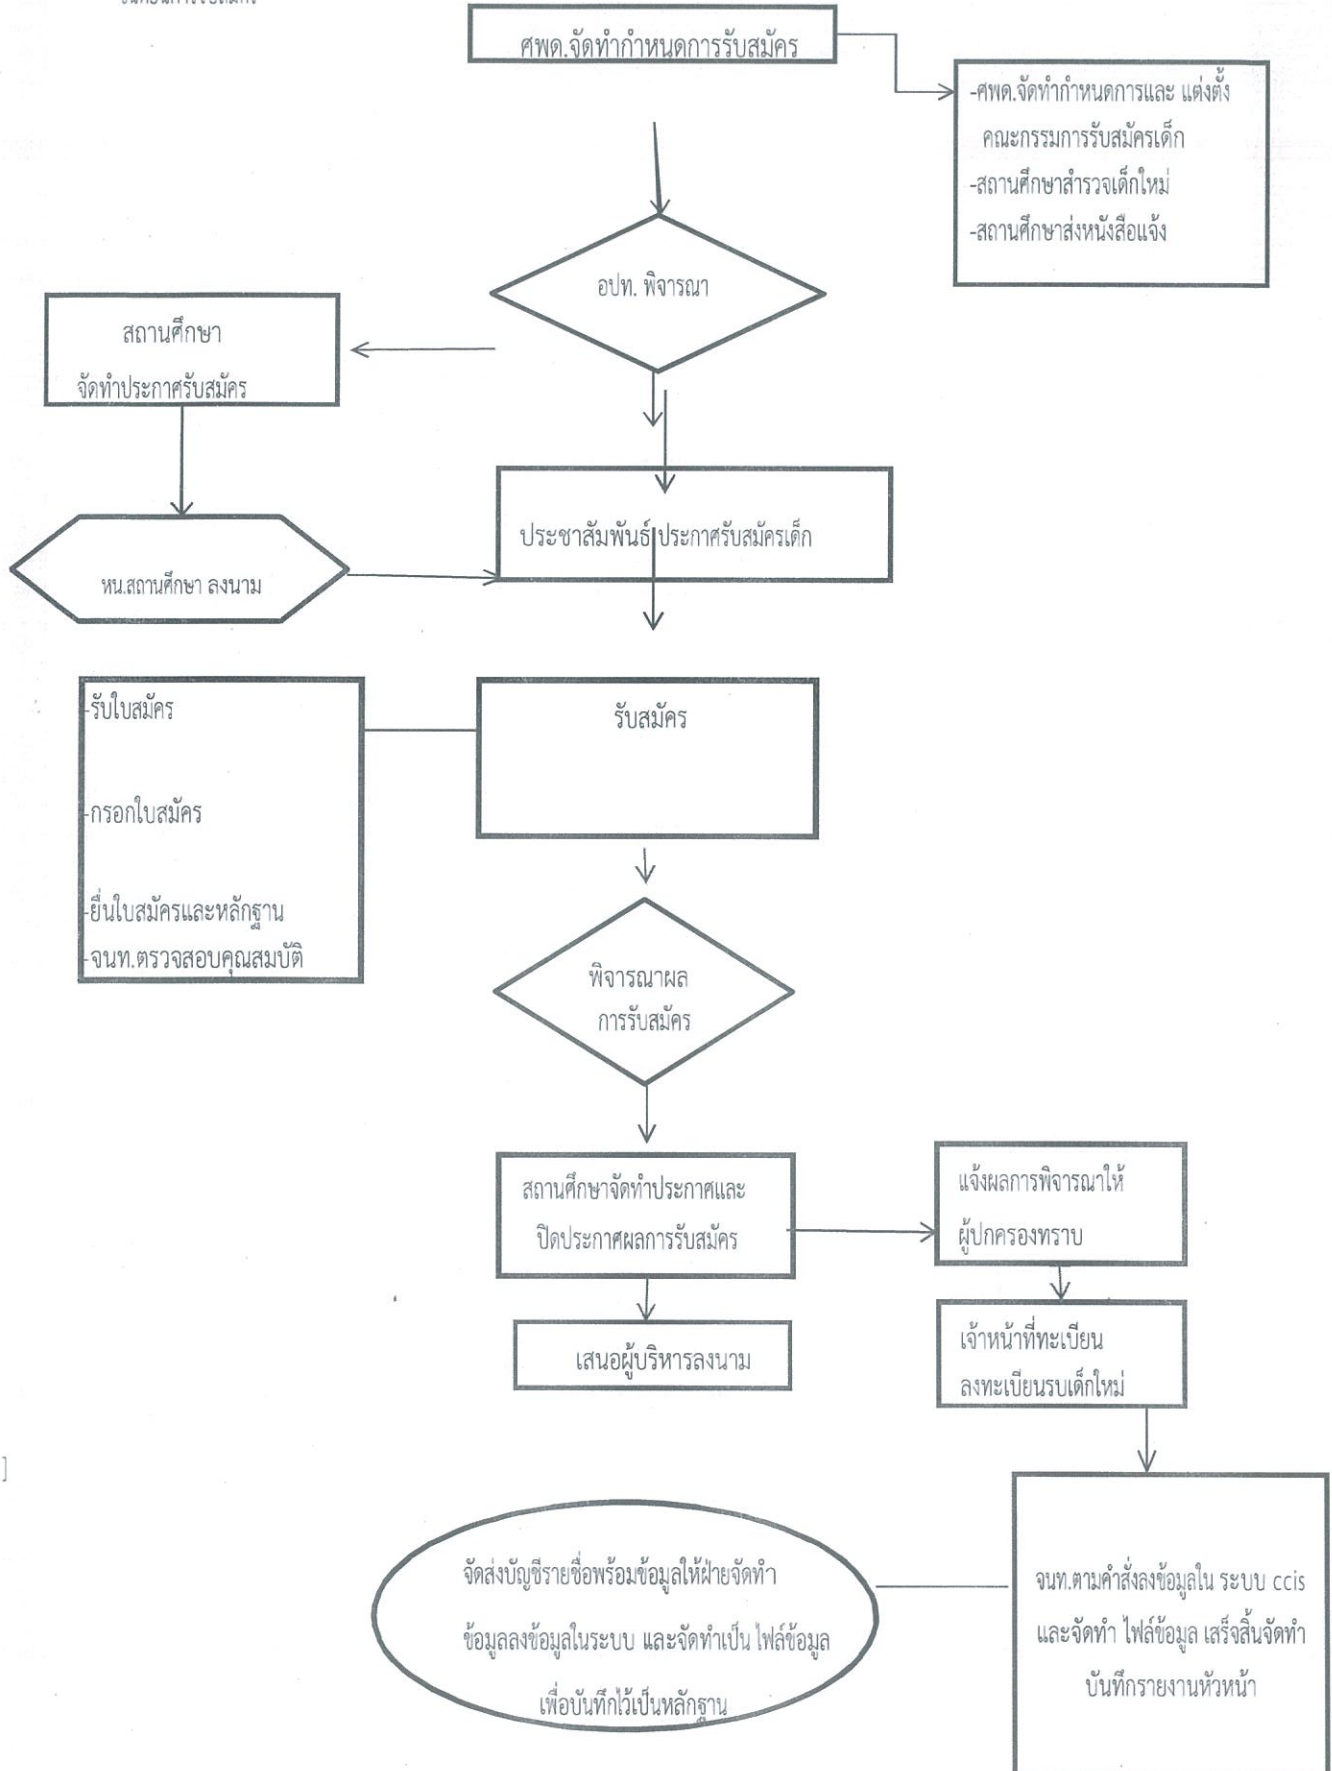 ศพด.จัดทำกำหนดการรับสมัคร
-ศพด.จัดทำกำหนดการและ แต่งตั้ง
คณะกรรมการรับสมัครเด็ก
-สถานศึกษาสำรวจเด็กใหม่
-สถานศึกษาส่งหนังสือแจ้ง
อปท. พิจารณา
สถานศึกษา
จัดทำประกาศรับสมัคร
ประชาสัมพันธ์ ประกาศรับสมัครเด็ก
หน.สถานศึกษา ลงนาม
-รับใบสมัคร
-กรอกใบสมัคร
-ยื่นใบสมัครและหลักฐาน
-จนท.ตรวจสอบคุณสมบัติ
รับสมัคร
พิจารณาผล
การรับสมัคร
สถานศึกษาจัดทำประกาศและ
ปิดประกาศผลการรับสมัคร
แจ้งผลการพิจารณาให้
ผู้ปกครองทราบ
เสนอผู้บริหารลงนาม
เจ้าหน้าที่ทะเบียน
ลงทะเบียนรบเด็กใหม่
จัดส่งบัญชีรายชื่อพร้อมข้อมูลให้ฝ่ายจัดทำ
ข้อมูลลงข้อมูลในระบบ และจัดทำเป็น ไฟล์ข้อมูล
เพื่อบันทึกไว้เป็นหลักฐาน
จนท.ตามคำสั่งลงข้อมูลใน ระบบ ccis
และจัดทำ ไฟล์ข้อมูล เสร็จสิ้นจัดทำ
บันทึกรายงานหัวหน้า